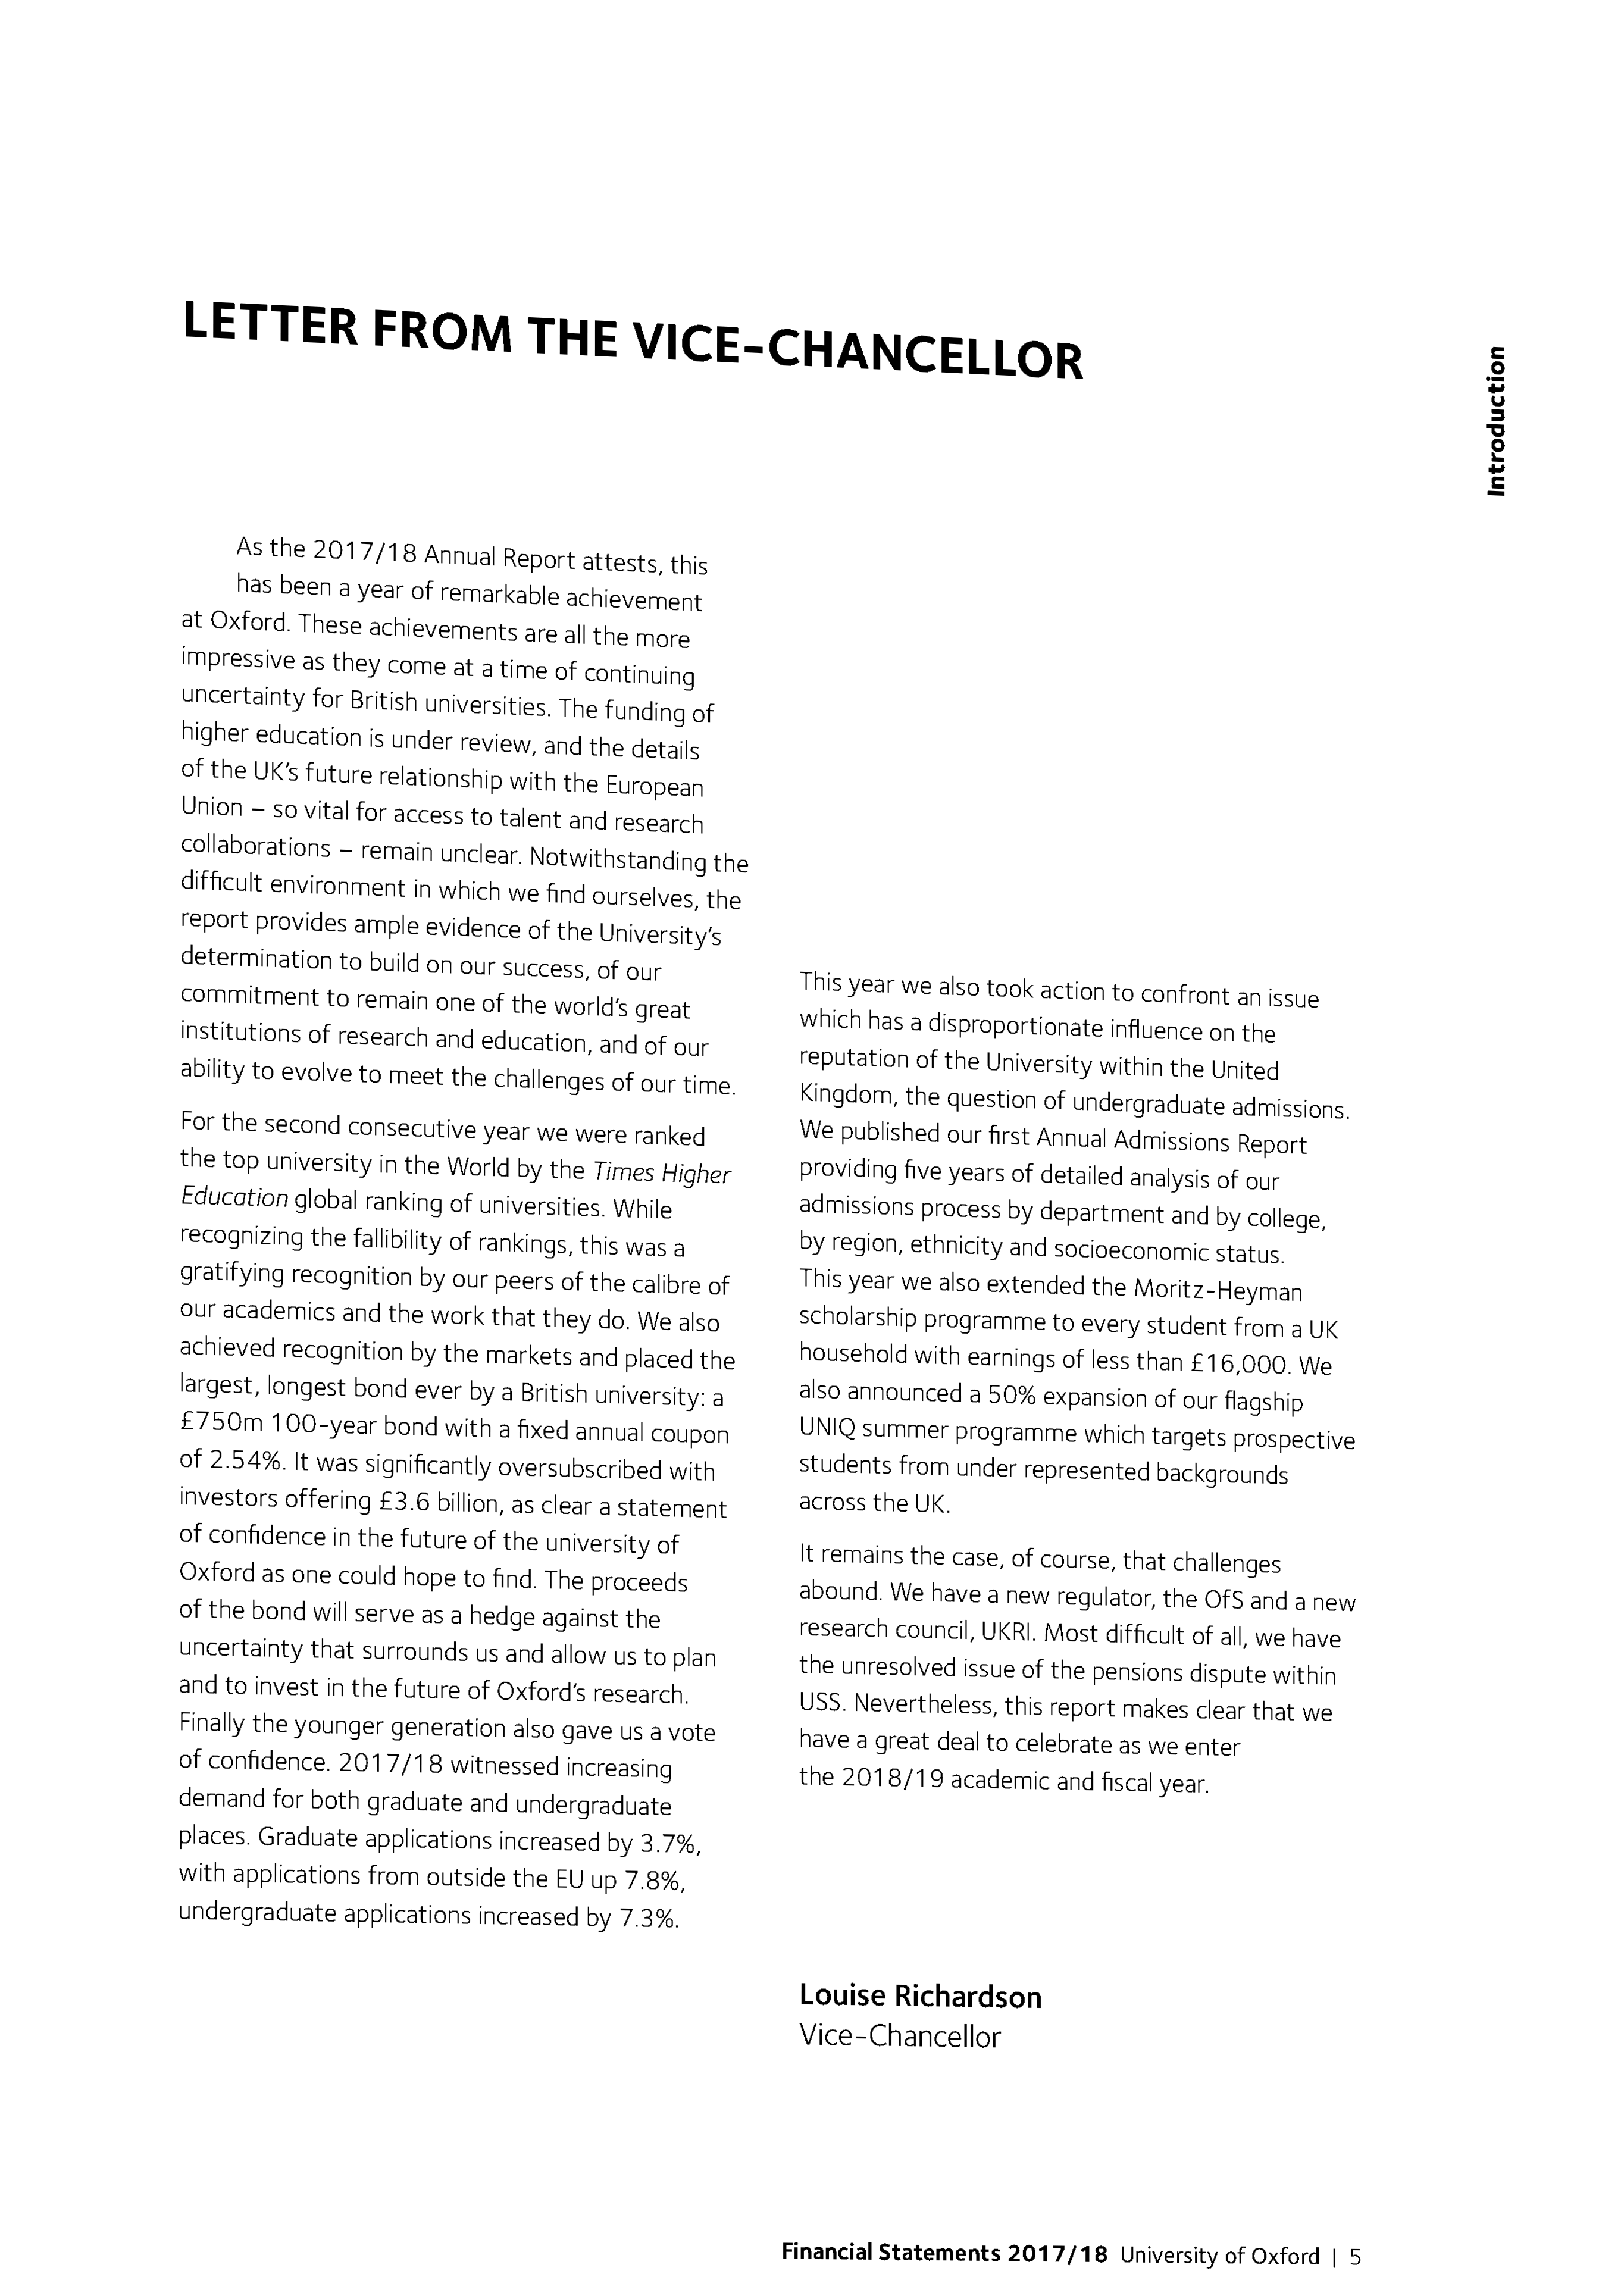 LETTER FROM THE VICE-CHANCELLOR
Introduction
As the 2017/18 Annual Report attests, this
has been a year of remarkable achievement
at Oxford. These achievements are all the more
impressive as they come at a time of continuing
uncertainty for British universities. The funding of
higher education is under review, and the details
of the UK's future relationship with the European
Union – so vital for access to talent and research
collaborations – remain unclear. Notwithstanding the
difficult environment in which we find ourselves, the
report provides ample evidence of the University's
determination to build on our success, of our
commitment to remain one of the world's great
institutions of research and education, and of our
ability to evolve to meet the challenges of our time.
For the second consecutive year we were ranked
the top university in the World by the Times Higher
Education global ranking of universities. While
recognizing the fallibility of rankings, this was a
gratifying recognition by our peers of the calibre of
our academics and the work that they do. We also
achieved recognition by the markets and placed the
largest, longest bond ever by a British university: a
£750m 100-year bond with a fixed annual coupon
of 2.54%. It was significantly oversubscribed with
investors offering £3.6 billion, as clear a statement
of confidence in the future of the university of
Oxford as one could hope to find. The proceeds
of the bond will serve as a hedge against the
uncertainty that surrounds us and allow us to plan
and to invest in the future of Oxford's research.
Finally the younger generation also gave us a vote
of confidence. 2017/18 witnessed increasing
demand for both graduate and undergraduate
places. Graduate applications increased by 3.7%,
with applications from outside the EU up 7.8%,
undergraduate applications increased by 7.3%.
This year we also took action to confront an issue
which has a disproportionate influence on the
reputation of the University within the United
Kingdom, the question of undergraduate admissions.
We published our first Annual Admissions Report
providing five years of detailed analysis of our
admissions process by department and by college,
by region, ethnicity and socioeconomic status.
This year we also extended the Moritz-Heyman
scholarship programme to every student from a UK
household with earnings of less than £16,000. We
also announced a 50% expansion of our flagship
UNIQ summer programme which targets prospective
students from under represented backgrounds
across the UK.
It remains the case, of course, that challenges
abound. We have a new regulator, the OfS and a new
research council, UKRI. Most difficult of all, we have
the unresolved issue of the pensions dispute within
USS. Nevertheless, this report makes clear that we
have a great deal to celebrate as we enter
the 2018/19 academic and fiscal year.
Louise Richardson
Vice-Chancellor
Financial Statements 2017/18 University of Oxford | 5